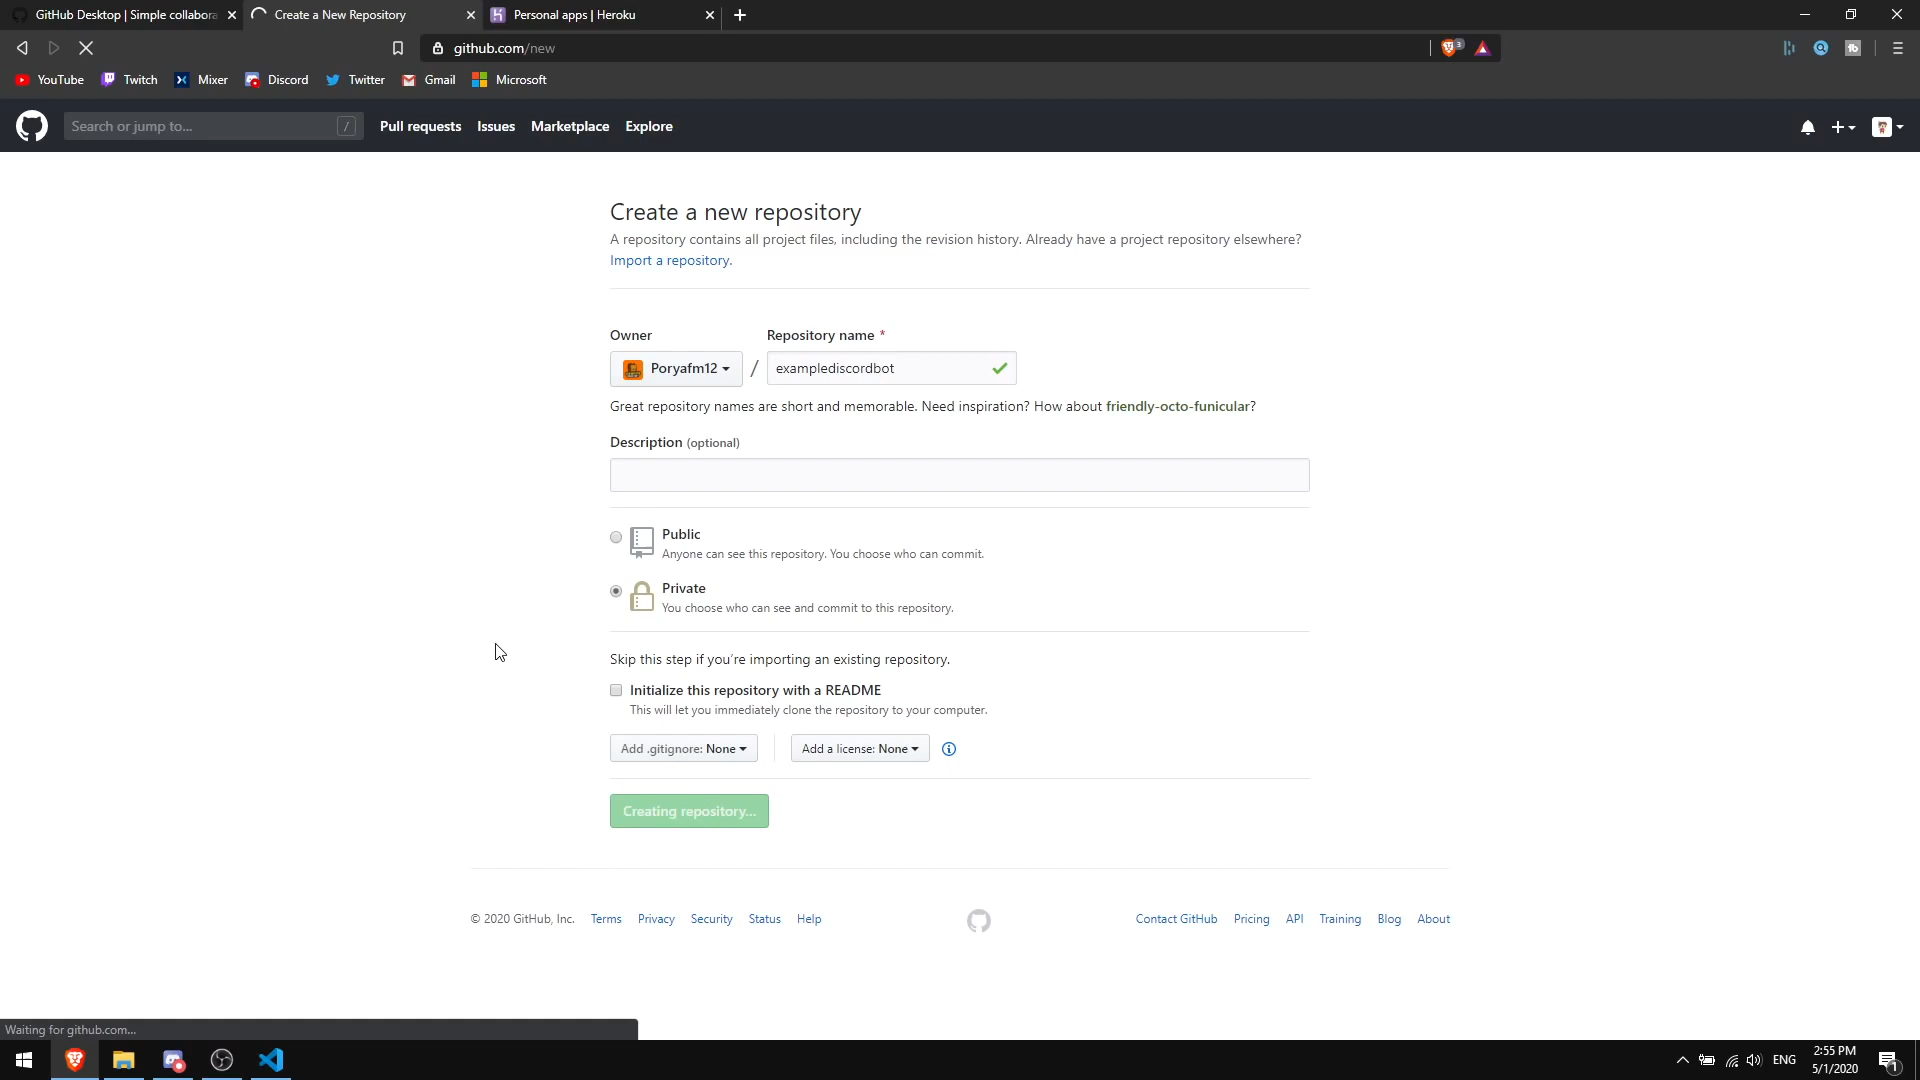 GitHub Desktop | Simple collabora
Create a New Repository
Personal apps | Heroku
github.com/new
3
YouTube
Twitch
Mixer
Discord
Twitter
Gmail
Microsoft
Search or jump to...
/
Pull requests
Issues
Marketplace
Explore
Create a new repository
A repository contains all project files, including the revision history. Already have a project repository elsewhere?
Import a repository.
Owner
Repository name *
Poryafm12
/
examplediscordbot
Great repository names are short and memorable. Need inspiration? How about friendly-octo-funicular?
Description (optional)
Public
Anyone can see this repository. You choose who can commit.
Private
You choose who can see and commit to this repository.
Skip this step if you're importing an existing repository.
Initialize this repository with a README
This will let you immediately clone the repository to your computer.
Add .gitignore: None
Add a license: None
Creating repository...
© 2020 GitHub, Inc.
Terms
Privacy
Security
Status
Help
Contact GitHub
Pricing
API
Training
Blog
About
Waiting for github.com...
ENG
2:55 PM
5/1/2020
1